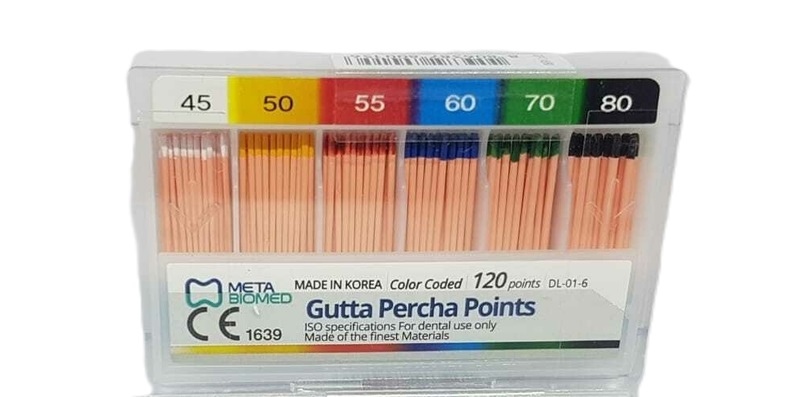 45 50 55 60 70 80
META BIOMED
MADE IN KOREA Color Coded 120 points DL-01-6
Gutta Percha Points
CE 1639
ISO specifications For dental use only
Made of the finest Materials